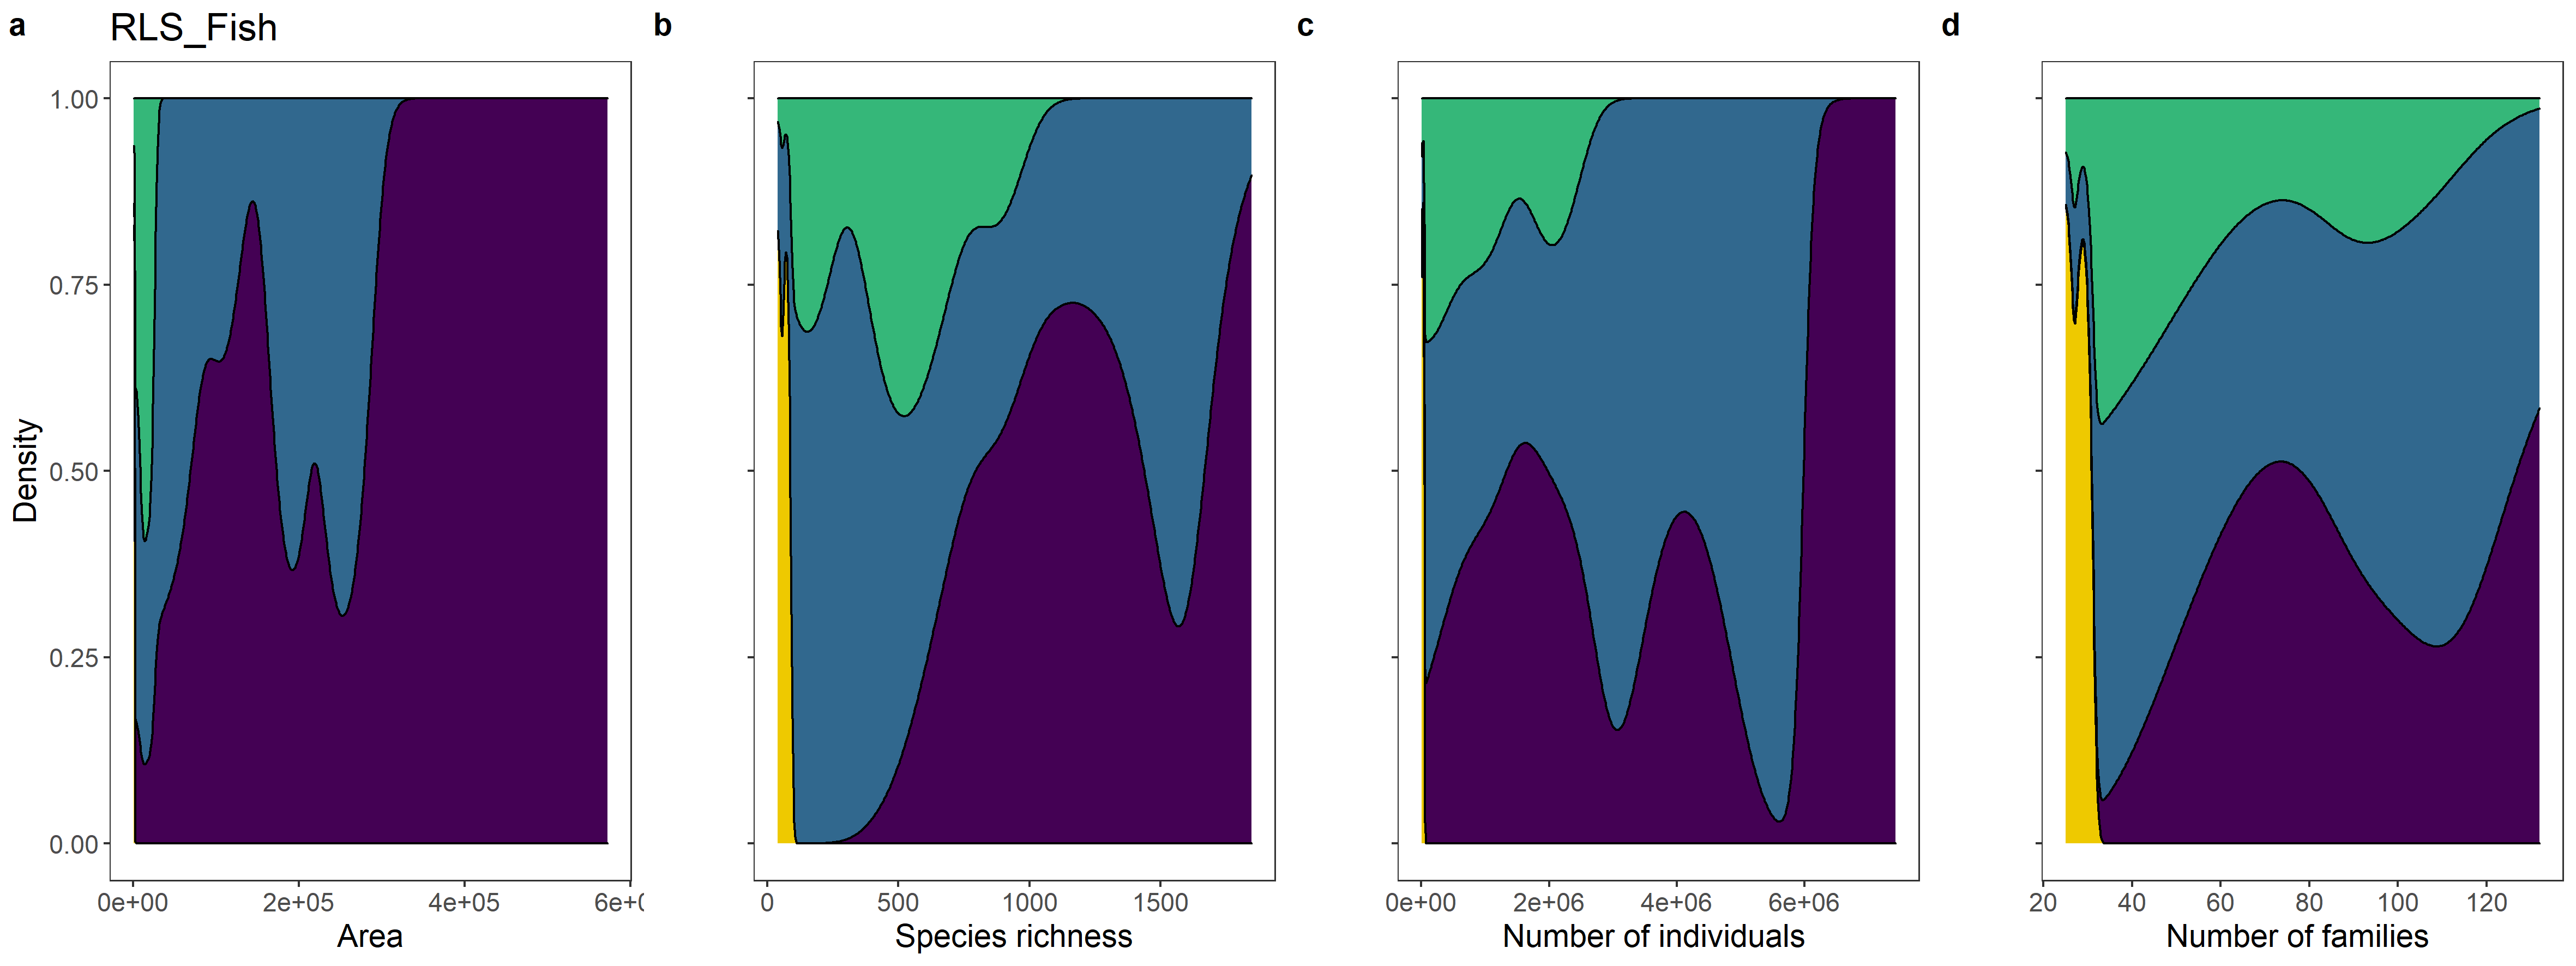 a
RLS_Fish
b
c
d
Density
1.00
0.75
0.50
0.25
0.00
0e+00 2e+05 4e+05 6e+0
Area
0 500 1000 1500
Species richness
0e+00 2e+06 4e+06 6e+06
Number of individuals
20 40 60 80 100 120
Number of families